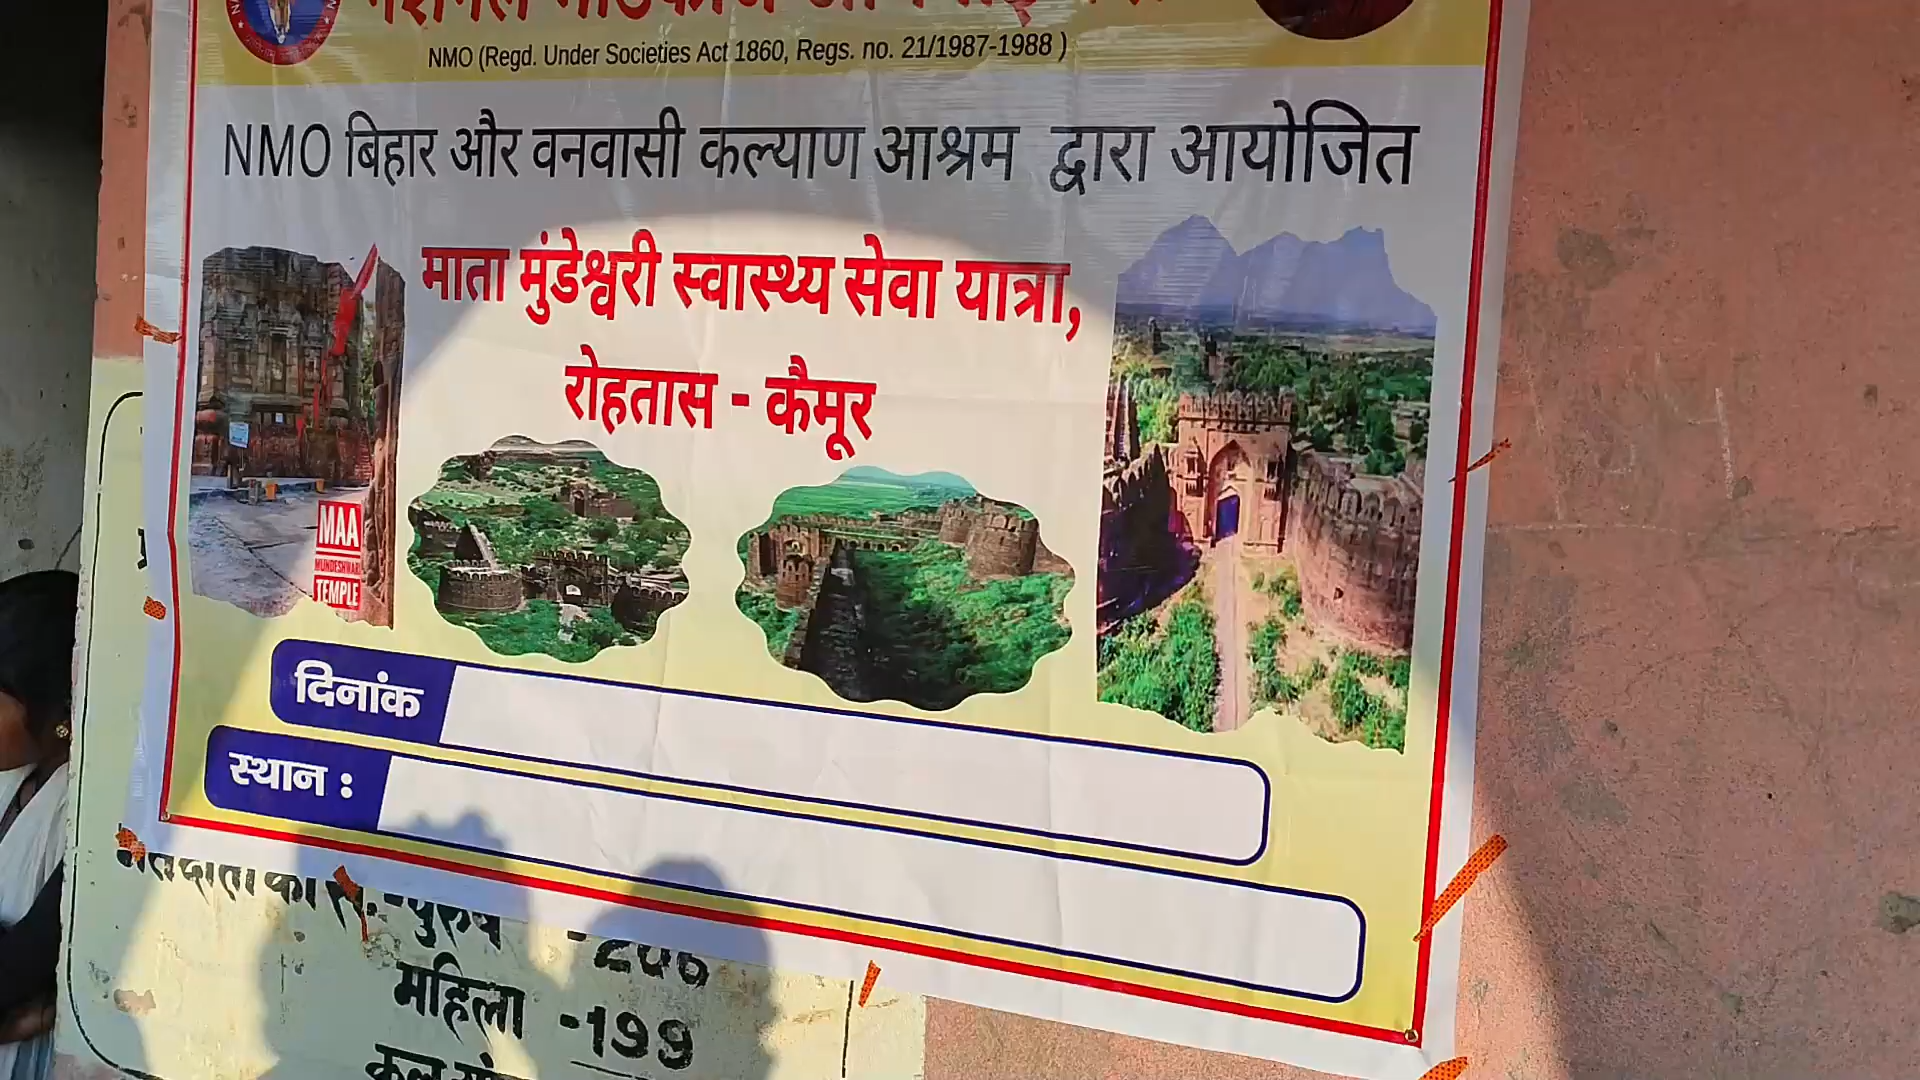 NMO (Regd. Under Societies Act 1860, Regs. no. 21/1987-1988 )
NMO बिहार और वनवासी कल्याण आश्रम द्वारा आयोजित
माता मुंडेश्वरी स्वास्थ्य सेवा यात्रा,
रोहतास - कैमूर
MAA
MUNDESHWARI
TEMPLE
दिनांक
स्थान :
पुरुष
महिला -199